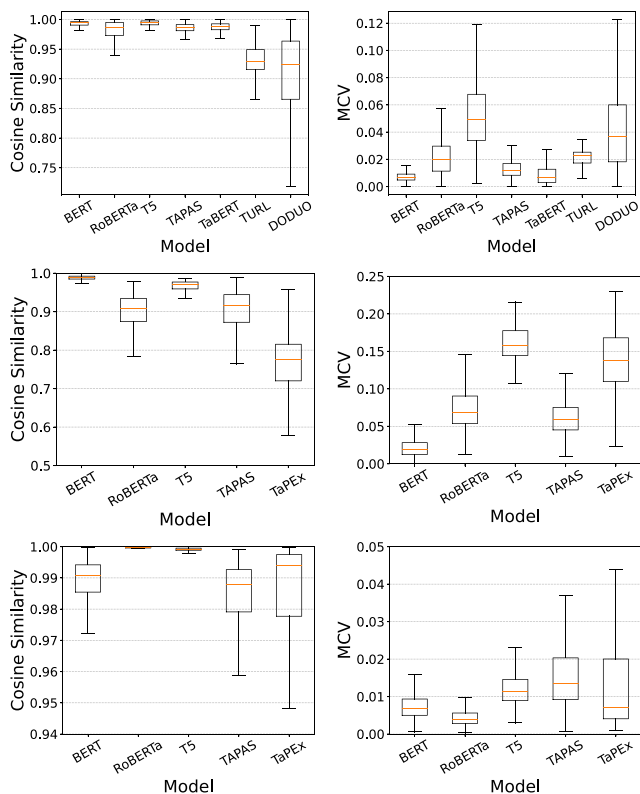 1.00
0.95
0.90
0.85
0.80
0.75
Cosine Similarity
BERT
RoBERTa
T5
TAPAS
TaBERT
TURL
DODUO
Model
0.12
0.10
0.08
0.06
0.04
0.02
0.00
MCV
BERT
RoBERTa
T5
TAPAS
TaBERT
TURL
DODUO
Model
1.0
0.9
0.8
0.7
0.6
0.5
Cosine Similarity
BERT
RoBERTa
T5
TAPAS
TaPEx
Model
0.25
0.20
0.15
0.10
0.05
0.00
MCV
BERT
RoBERTa
T5
TAPAS
TaPEx
Model
1.00
0.99
0.98
0.97
0.96
0.95
0.94
Cosine Similarity
BERT
RoBERTa
T5
TAPAS
TaPEx
Model
0.05
0.04
0.03
0.02
0.01
0.00
MCV
BERT
RoBERTa
T5
TAPAS
TaPEx
Model